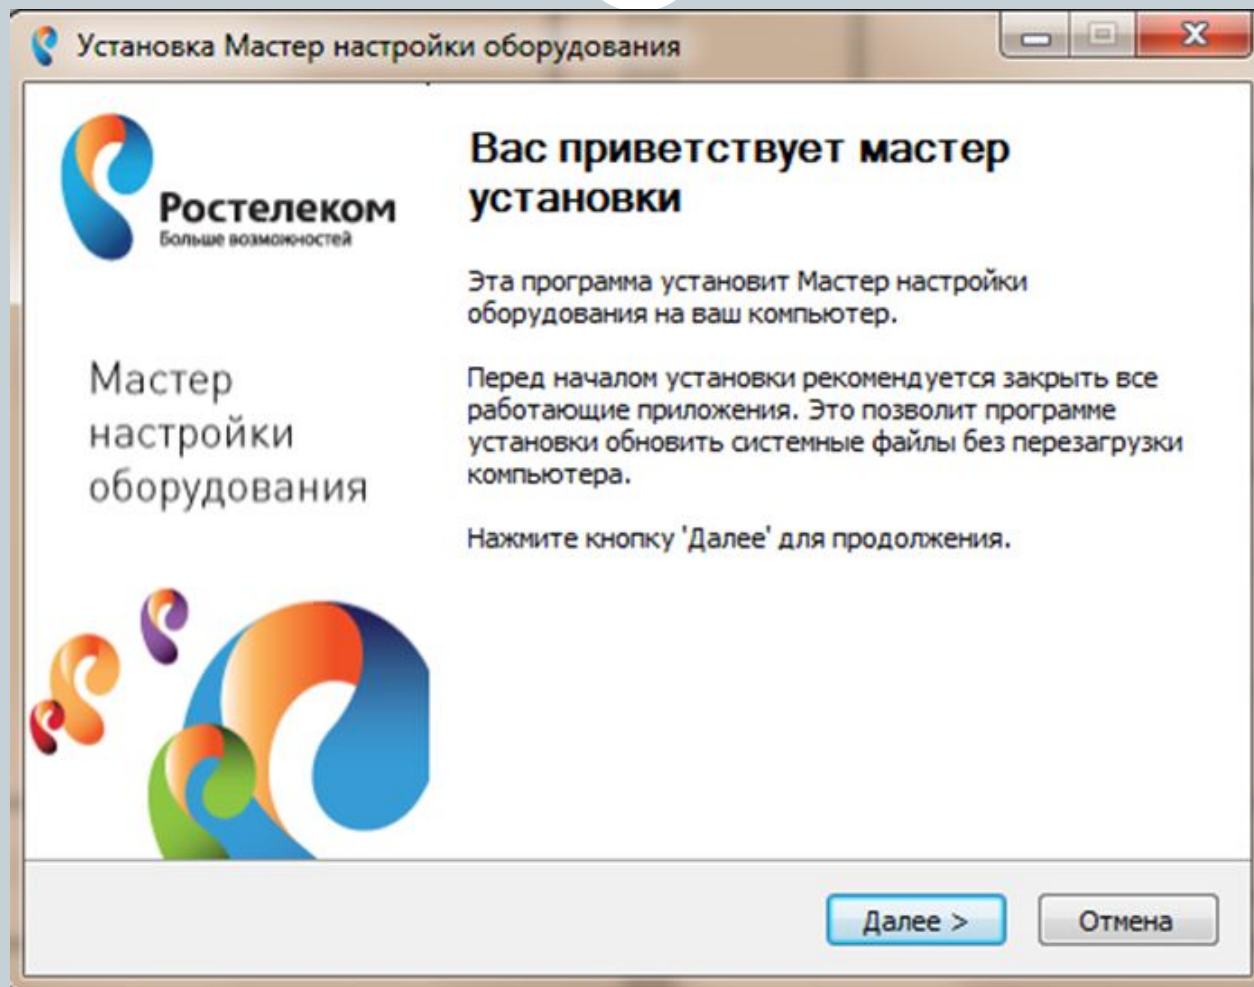 Установка Мастер настройки оборудования
Ростелеком
Больше возможностей
Мастер
настройки
оборудования
Вас приветствует мастер
установки
Эта программа установит Мастер настройки
оборудования на ваш компьютер.
Перед началом установки рекомендуется закрыть все
работающие приложения. Это позволит программе
установки обновить системные файлы без перезагрузки
компьютера.
Нажмите кнопку 'Далее' для продолжения.
Далее >
Отмена